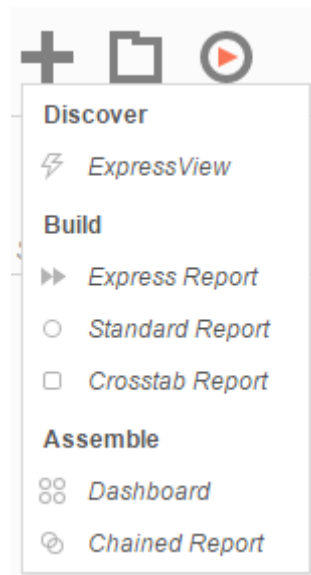 Discover
ExpressView
Build
Express Report
Standard Report
Crosstab Report
Assemble
Dashboard
Chained Report